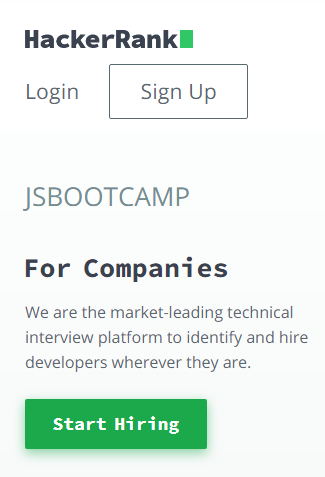 HackerRank
Login
Sign Up
JSBOOTCAMP
For Companies
We are the market-leading technical
interview platform to identify and hire
developers wherever they are.
Start Hiring